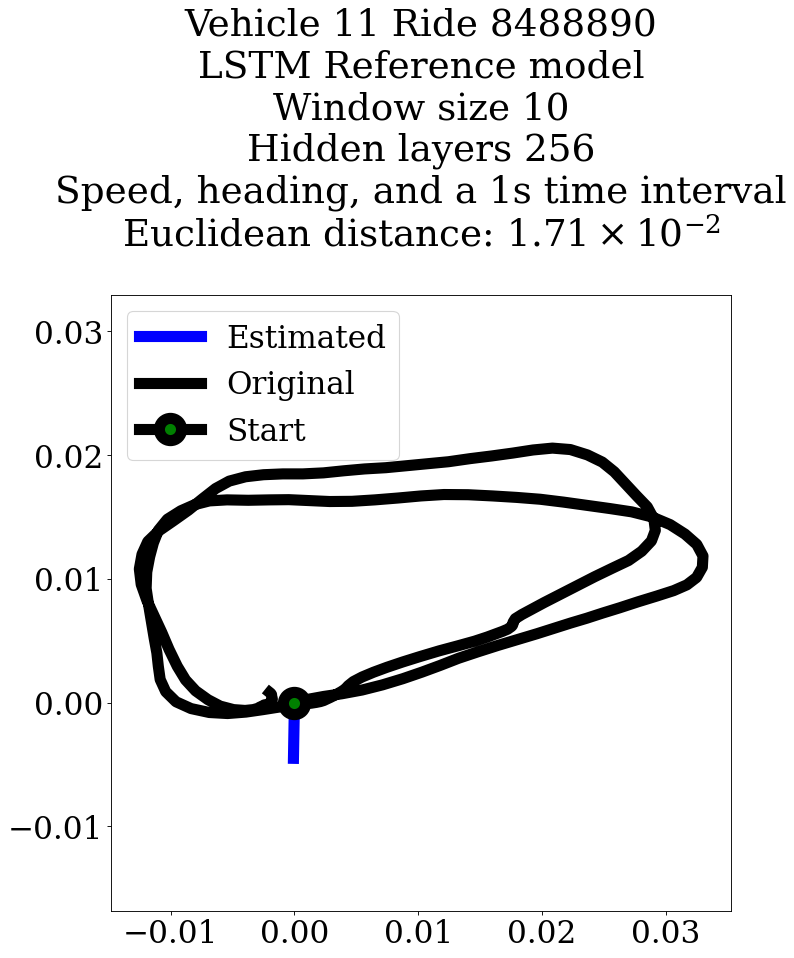 Vehicle 11 Ride 8488890
LSTM Reference model
Window size 10
Hidden layers 256
Speed, heading, and a 1s time interval
Euclidean distance: 1.71 × 10⁻²
Estimated
Original
Start
0.03
0.02
0.01
0.00
−0.01
−0.01 0.00 0.01 0.02 0.03